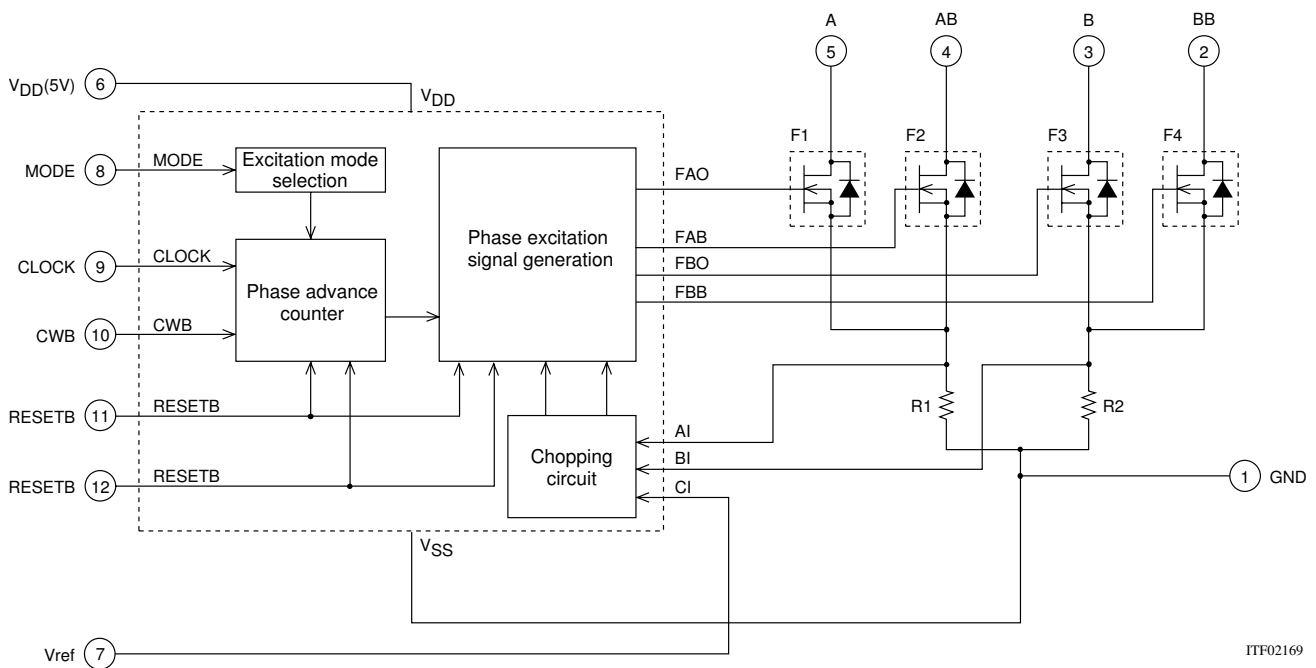 A
AB
B
BB
5
4
3
2
VDD(5V)
6
VDD
F1
F2
F3
F4
MODE
8
MODE
Excitation mode
selection
FAO
Phase excitation
signal generation
FAB
CLOCK
9
CLOCK
FBO
Phase advance
counter
FBB
CWB
10
CWB
RESETB
11
RESETB
R1
R2
AI
Chopping
circuit
BI
RESETB
12
RESETB
CI
1
GND
VSS
Vref
7
ITF02169